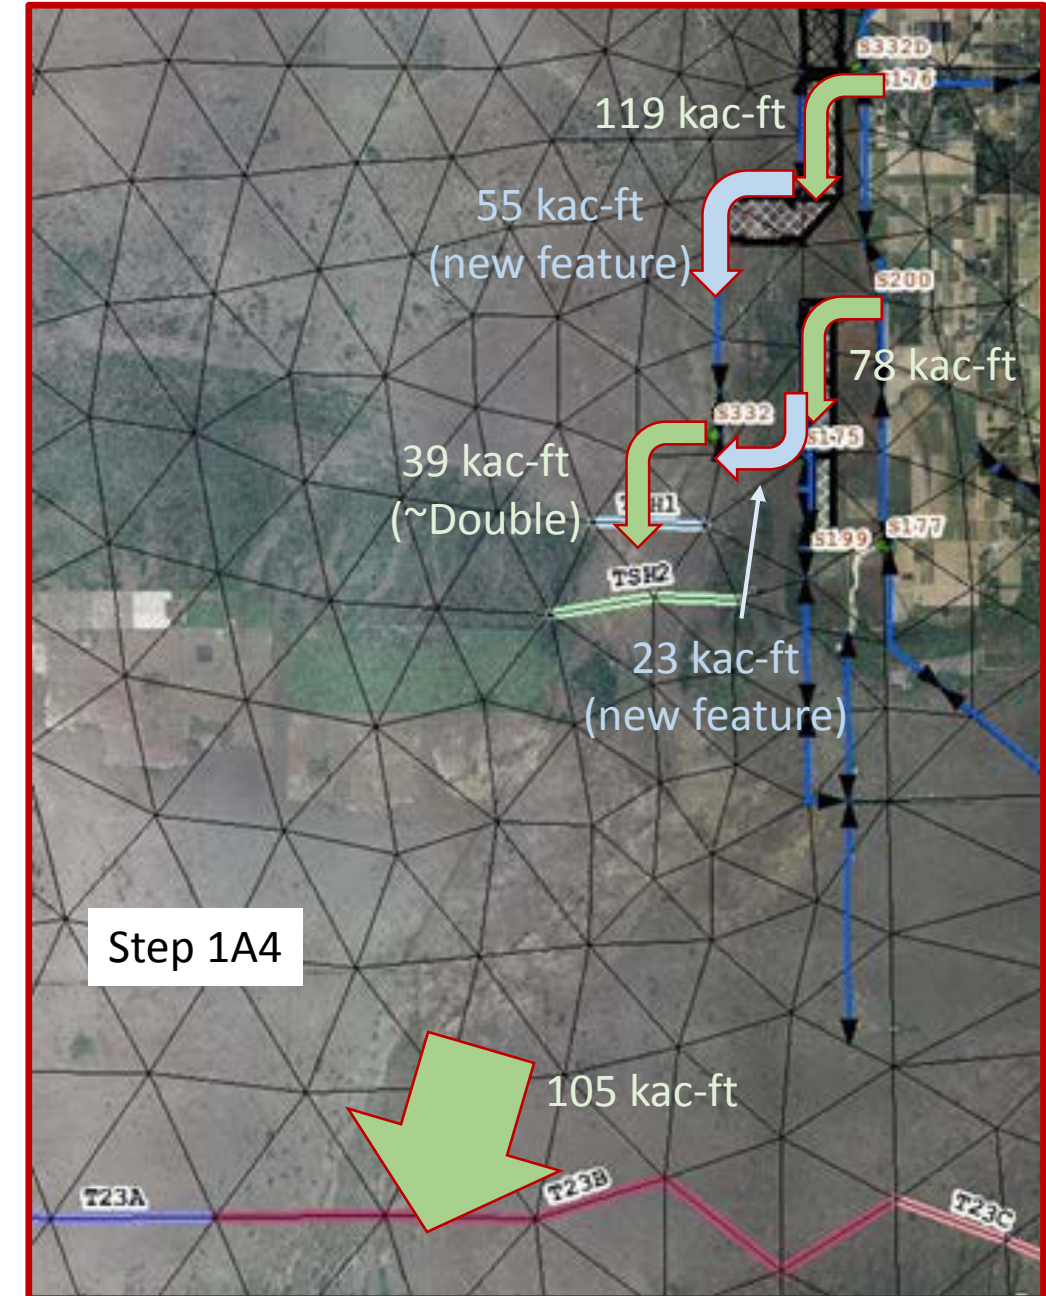 S332D
S176
119 kac-ft
55 kac-ft
(new feature)
S200
78 kac-ft
S332
S175
39 kac-ft
(~Double)
S199
S177
TSH2
23 kac-ft
(new feature)
Step 1A4
105 kac-ft
T23A
T23B
T23C